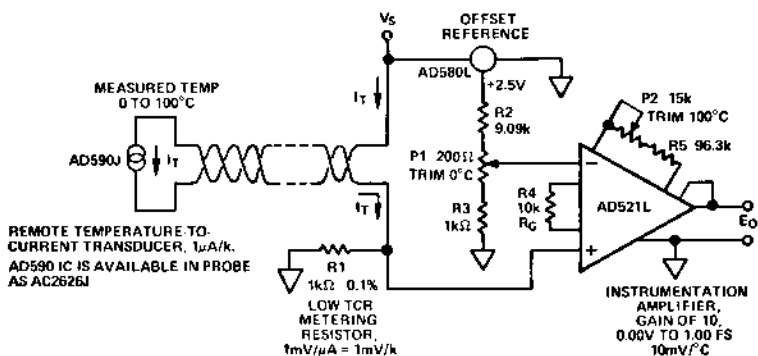 VS
OFFSET
REFERENCE
AD580L
+2.5V
MEASURED TEMP
0 TO 100°C
AD590J
IT
IT
IT
R2
9.09k
P1 200Ω
TRIM 0°C
R3
1kΩ
P2 15k
TRIM 100°C
R5 96.3k
R4
10k
RG
−
+
AD521L
EO
REMOTE TEMPERATURE-TO-
CURRENT TRANSDUCER, 1μA/k.
AD590 IC IS AVAILABLE IN PROBE
AS AC2626J
R1
1kΩ 0.1%
LOW TCR
METERING
RESISTOR,
1mV/μA = 1mV/k
INSTRUMENTATION
AMPLIFIER,
GAIN OF 10,
0.00V TO 1.00 FS
10mV/°C